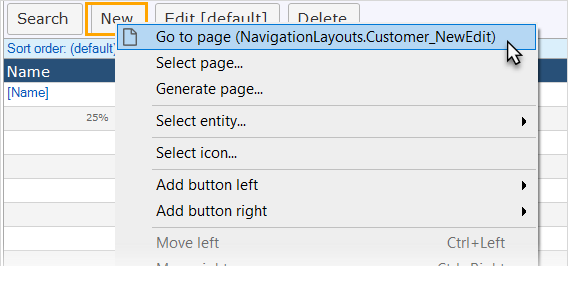 Search New Edit [default] Delete
Go to page (NavigationLayouts.Customer_NewEdit)
Sort order: (default)
Select page...
Name
Generate page...
[Name]
25%
Select entity...
Select icon...
Add button left
Add button right
Move left Ctrl+Left